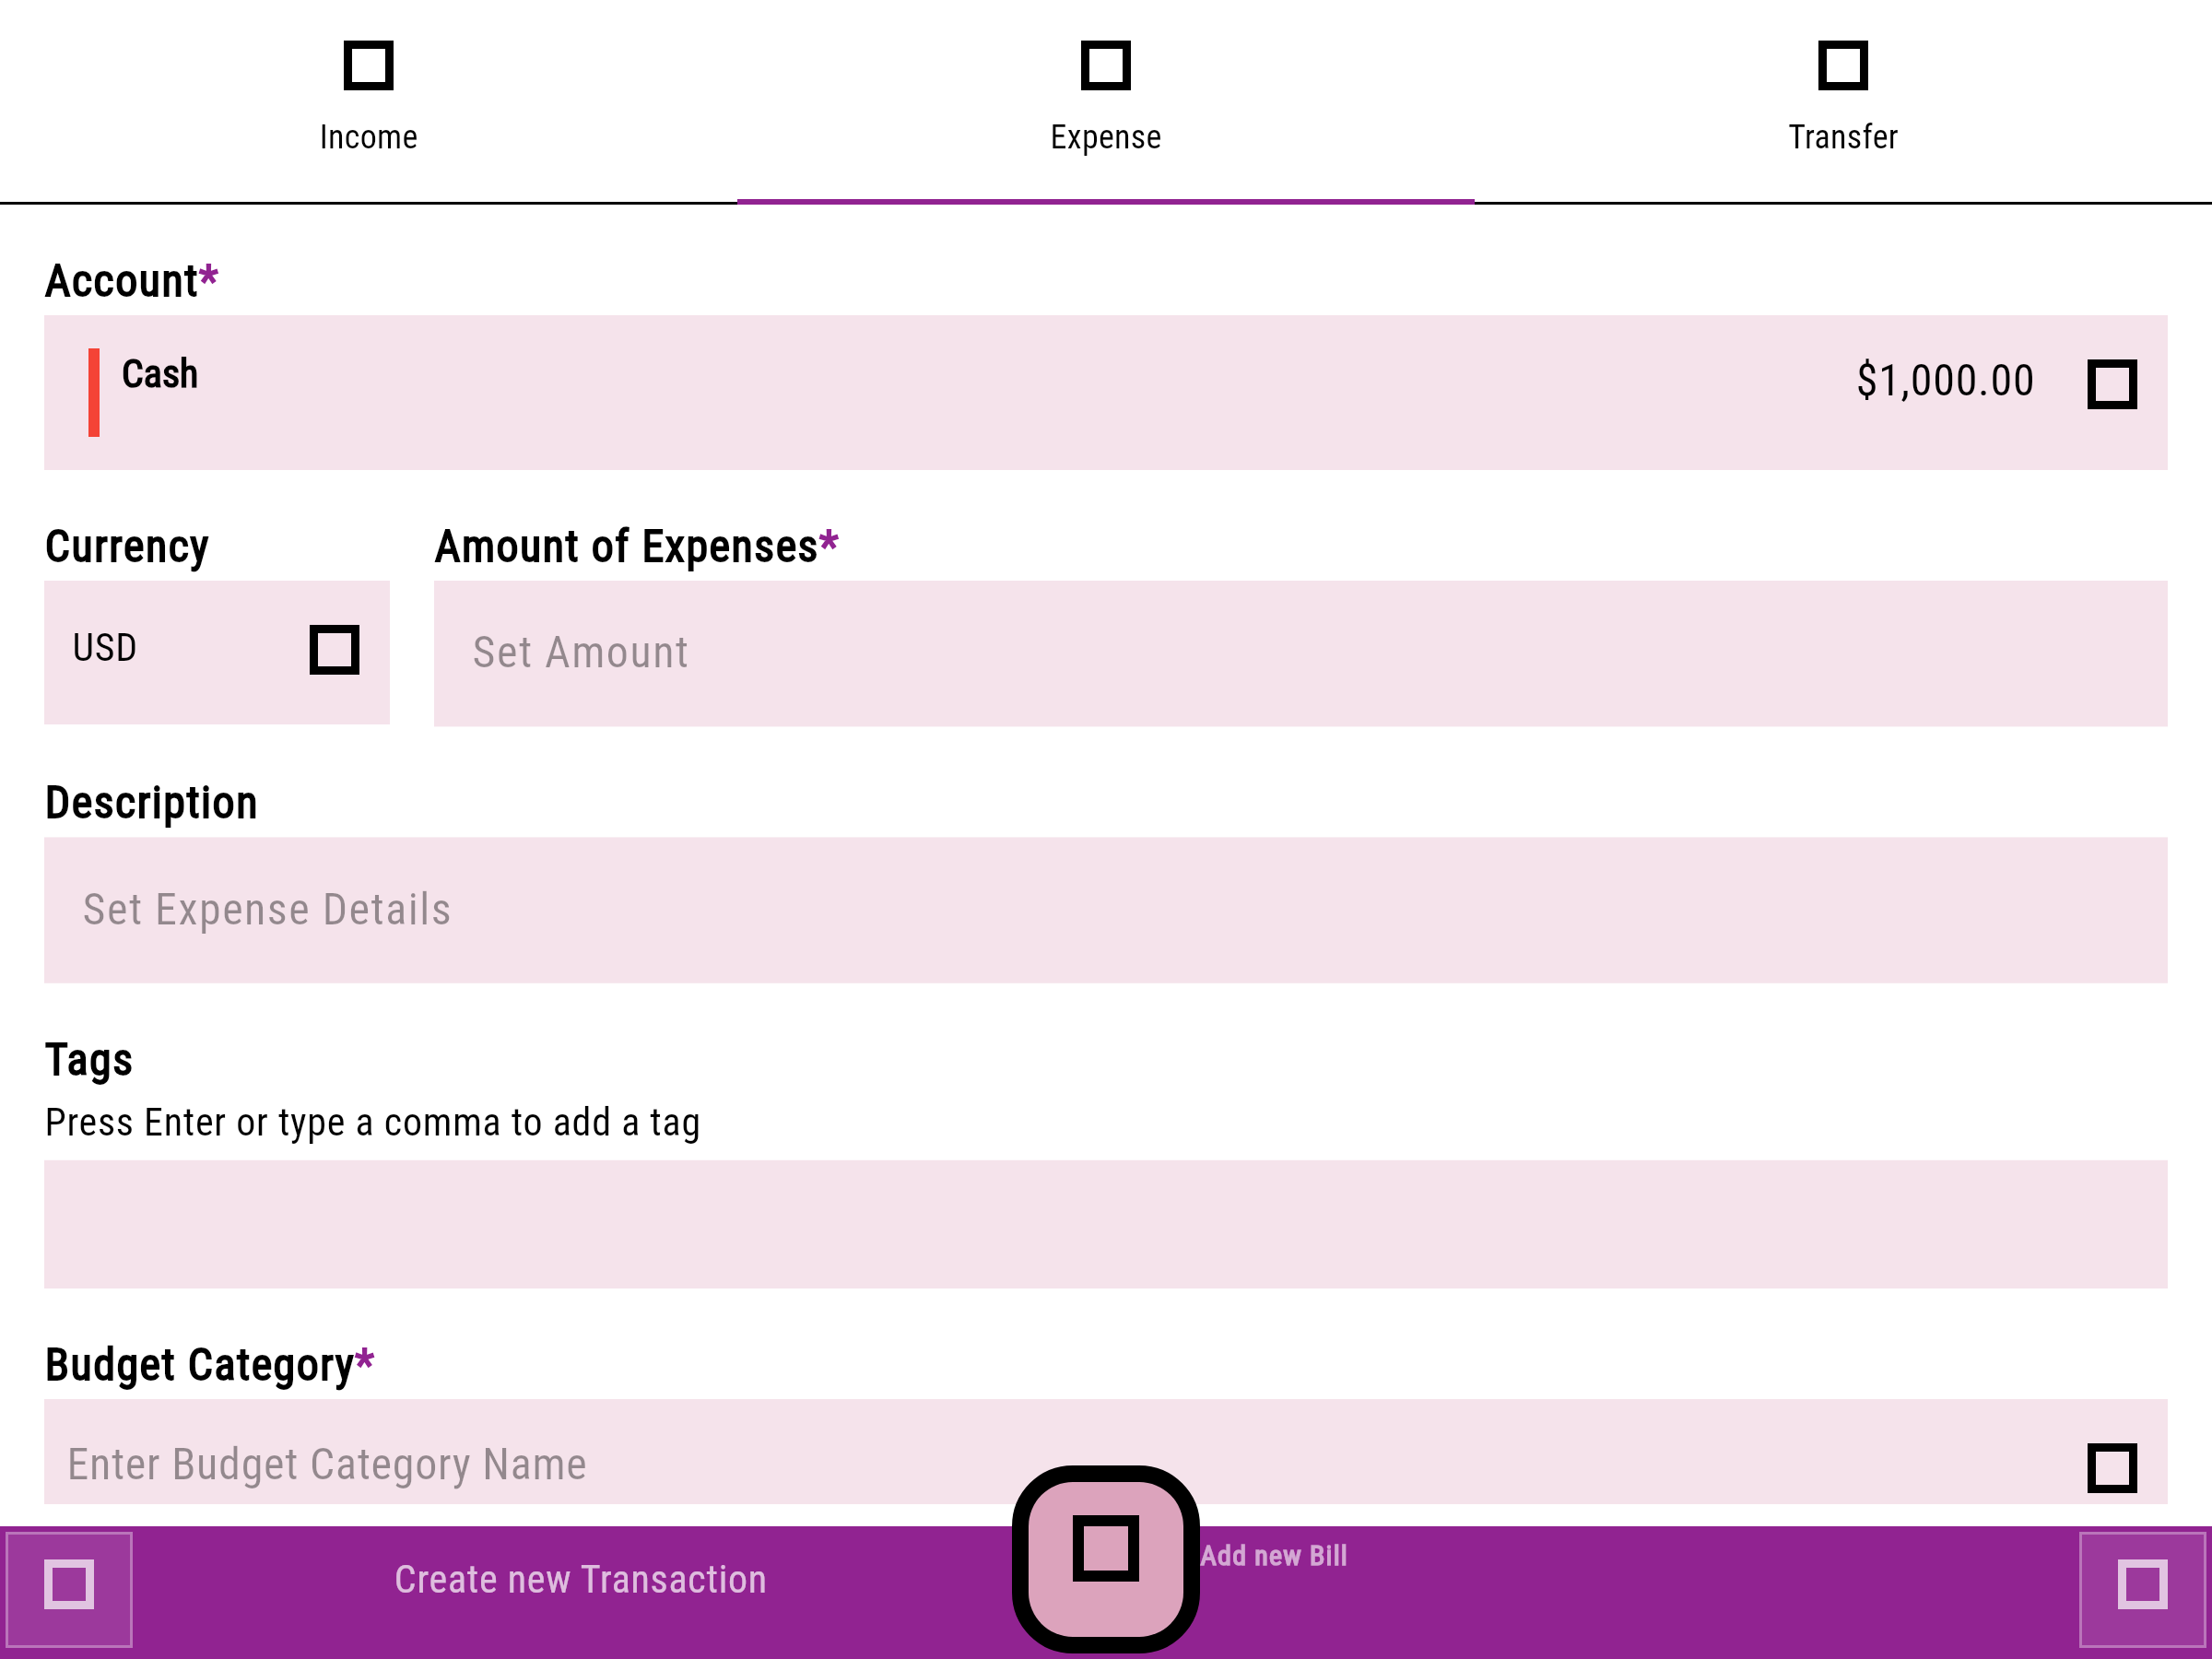 Income
Expense
Transfer
Account*
Cash
$1,000.00
Currency
Amount of Expenses*
USD
Set Amount
Description
Set Expense Details
Tags
Press Enter or type a comma to add a tag
Budget Category*
Enter Budget Category Name
Create new Transaction
Add new Bill